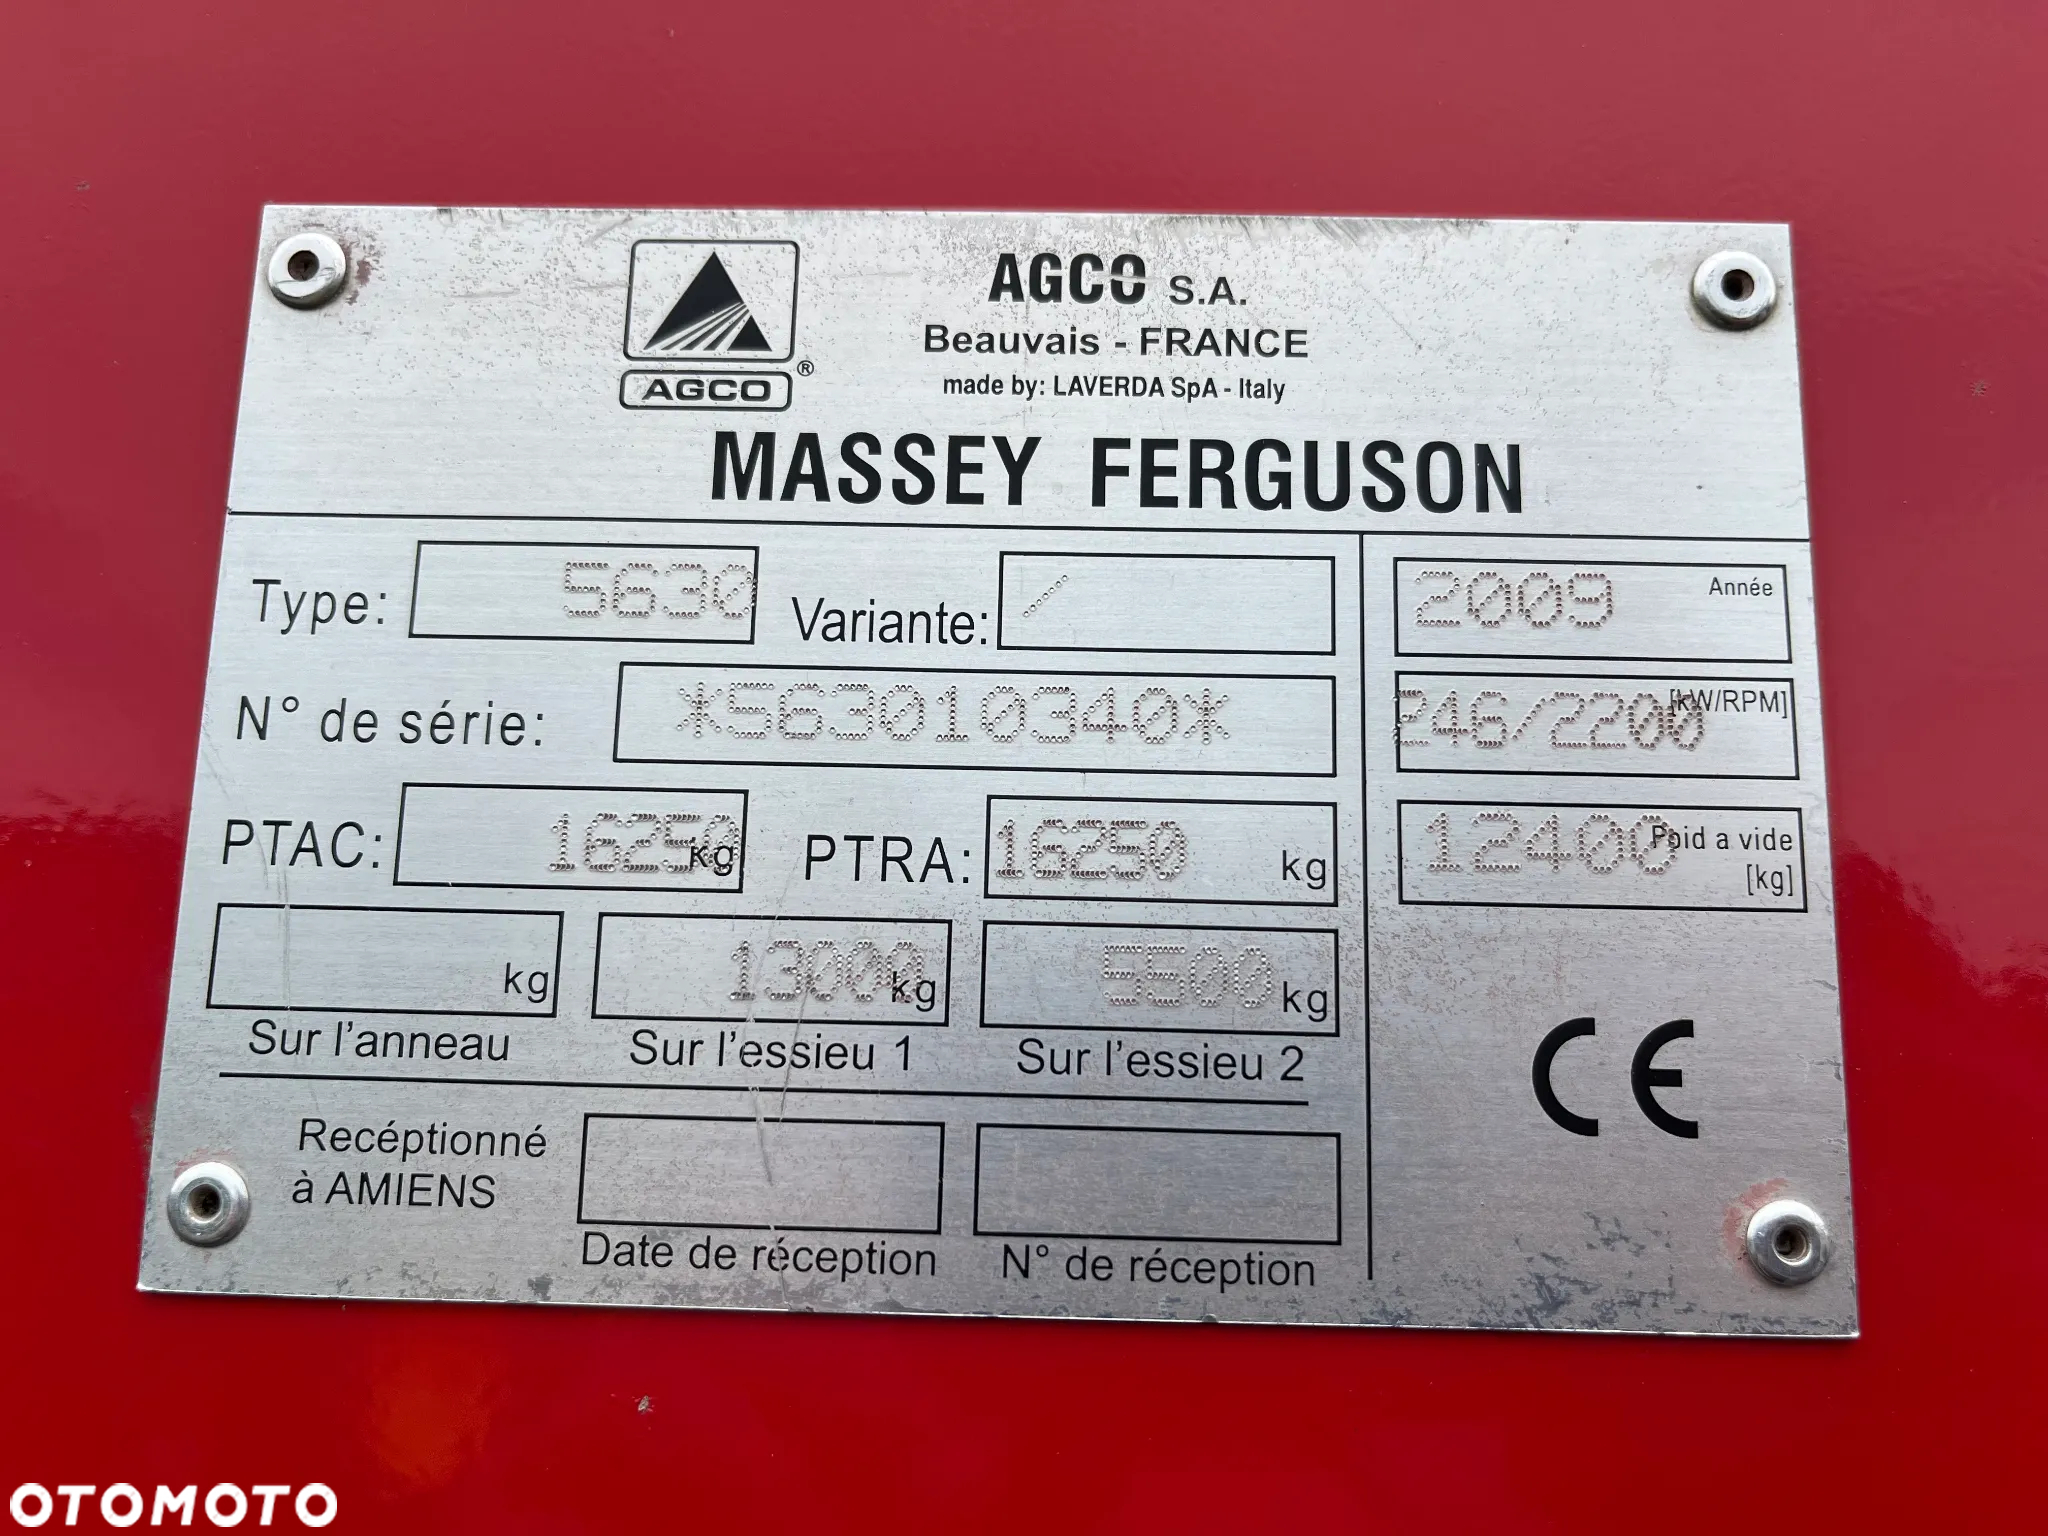 AGCO ®
AGCO S.A.
Beauvais - FRANCE
made by: LAVERDA SpA - Italy
MASSEY FERGUSON
Type: 5630 Variante: / 2009 Année
N° de série: *563010340* 246/2200 [kW/RPM]
PTAC: 16250 kg PTRA: 16250 kg 12400 Poid a vide [kg]
kg 13000 kg 5500 kg
Sur l'anneau Sur l'essieu 1 Sur l'essieu 2
CE
Recéptionné
à AMIENS
Date de réception N° de réception
OTOMOTO